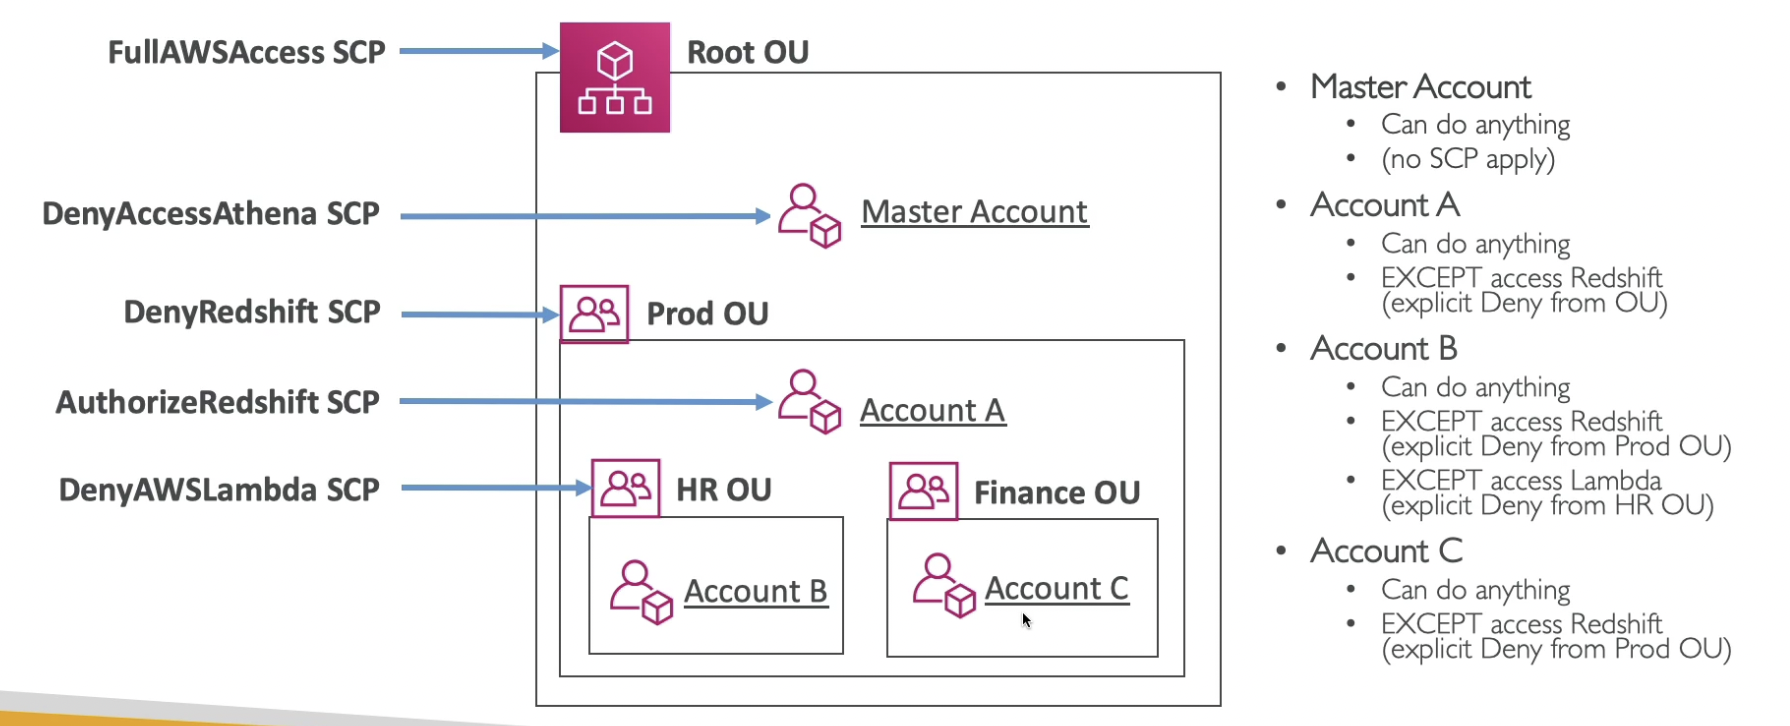 FullAWSAccess SCP
Root OU
DenyAccessAthena SCP
Master Account
DenyRedshift SCP
Prod OU
AuthorizeRedshift SCP
Account A
DenyAWSLambda SCP
HR OU
Finance OU
Account B
Account C
• Master Account
• Can do anything
• (no SCP apply)
• Account A
• Can do anything
• EXCEPT access Redshift
(explicit Deny from OU)
• Account B
• Can do anything
• EXCEPT access Redshift
(explicit Deny from Prod OU)
• EXCEPT access Lambda
(explicit Deny from HR OU)
• Account C
• Can do anything
• EXCEPT access Redshift
(explicit Deny from Prod OU)